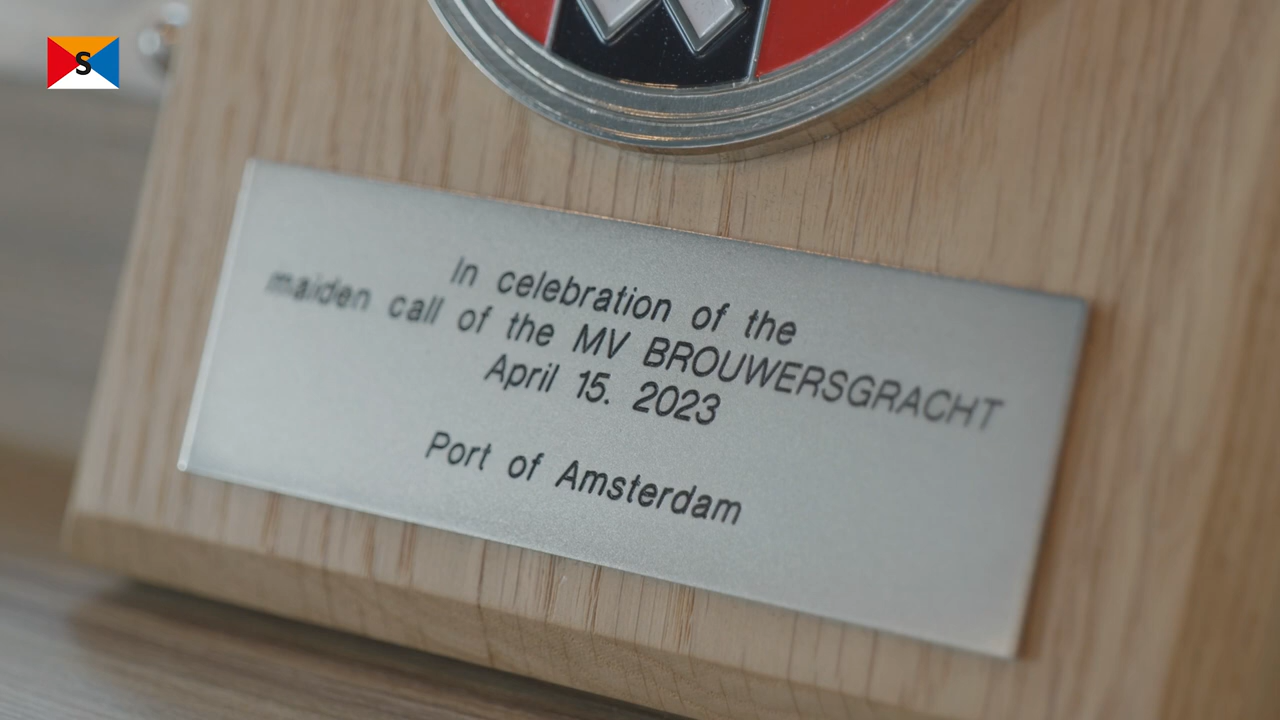 S
In celebration of the
maiden call of the MV BROUWERSGRACHT
April 15. 2023
Port of Amsterdam